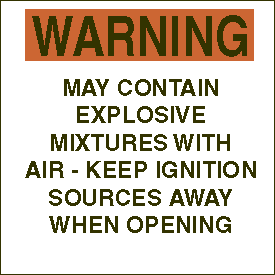 WARNING
MAY CONTAIN
EXPLOSIVE
MIXTURES WITH
AIR - KEEP IGNITION
SOURCES AWAY
WHEN OPENING